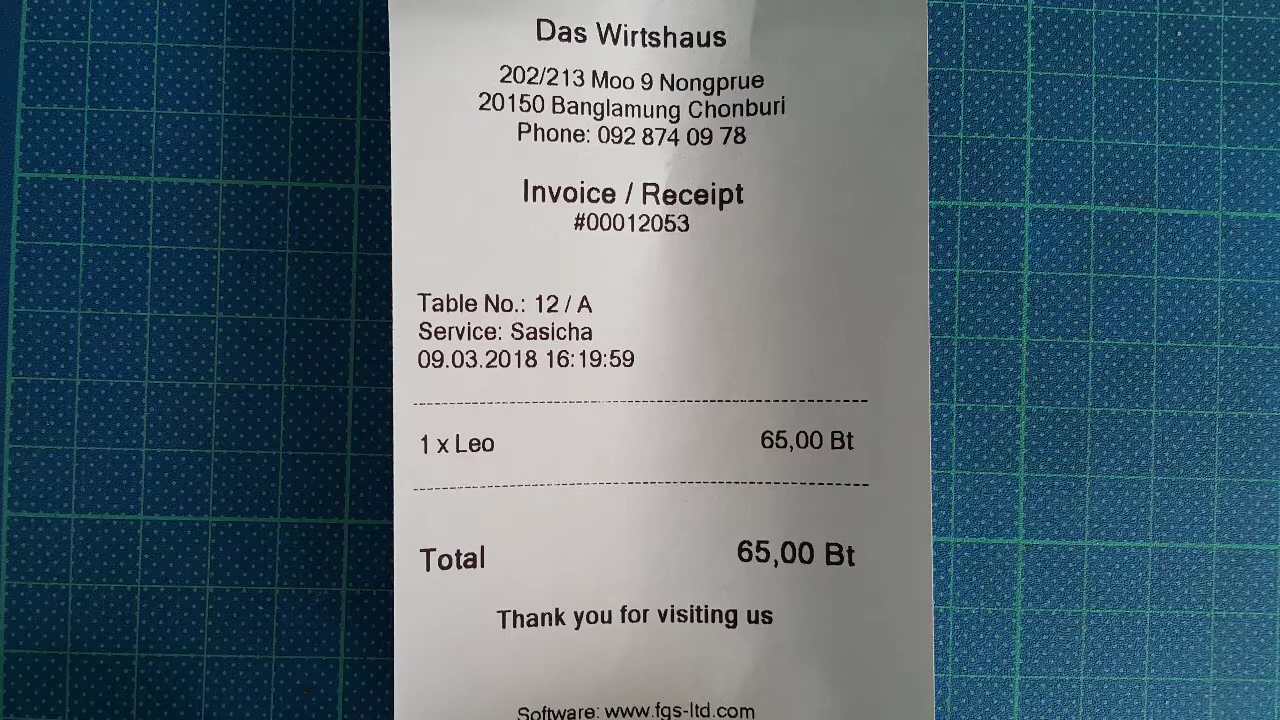 Das Wirtshaus
202/213 Moo 9 Nongprue
20150 Banglamung Chonburi
Phone: 092 874 09 78
Invoice / Receipt
#00012053
Table No.: 12 / A
Service: Sasicha
09.03.2018 16:19:59
1 x Leo 65,00 Bt
Total 65,00 Bt
Thank you for visiting us
Software: www.fgs-ltd.com